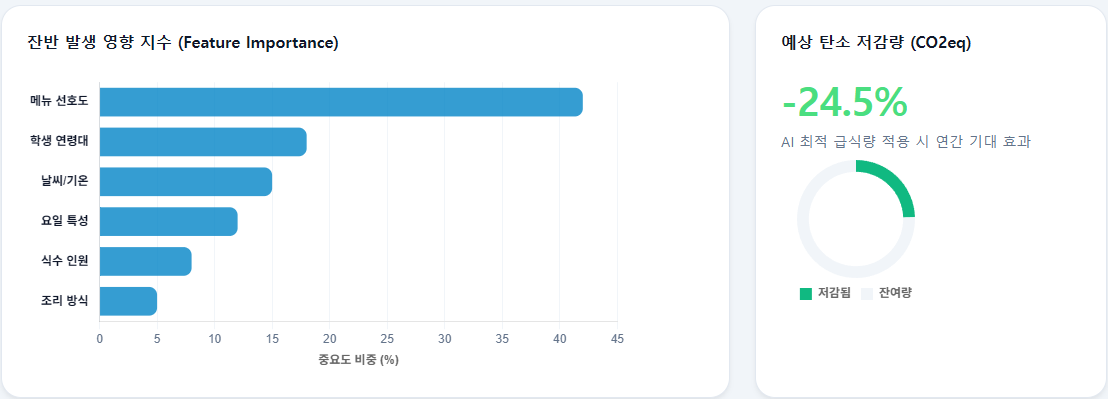 잔반 발생 영향 지수 (Feature Importance)
메뉴 선호도
학생 연령대
날씨/기온
요일 특성
식수 인원
조리 방식
0 5 10 15 20 25 30 35 40 45
중요도 비중 (%)
예상 탄소 저감량 (CO2eq)
-24.5%
AI 최적 급식량 적용 시 연간 기대 효과
저감됨 잔여량